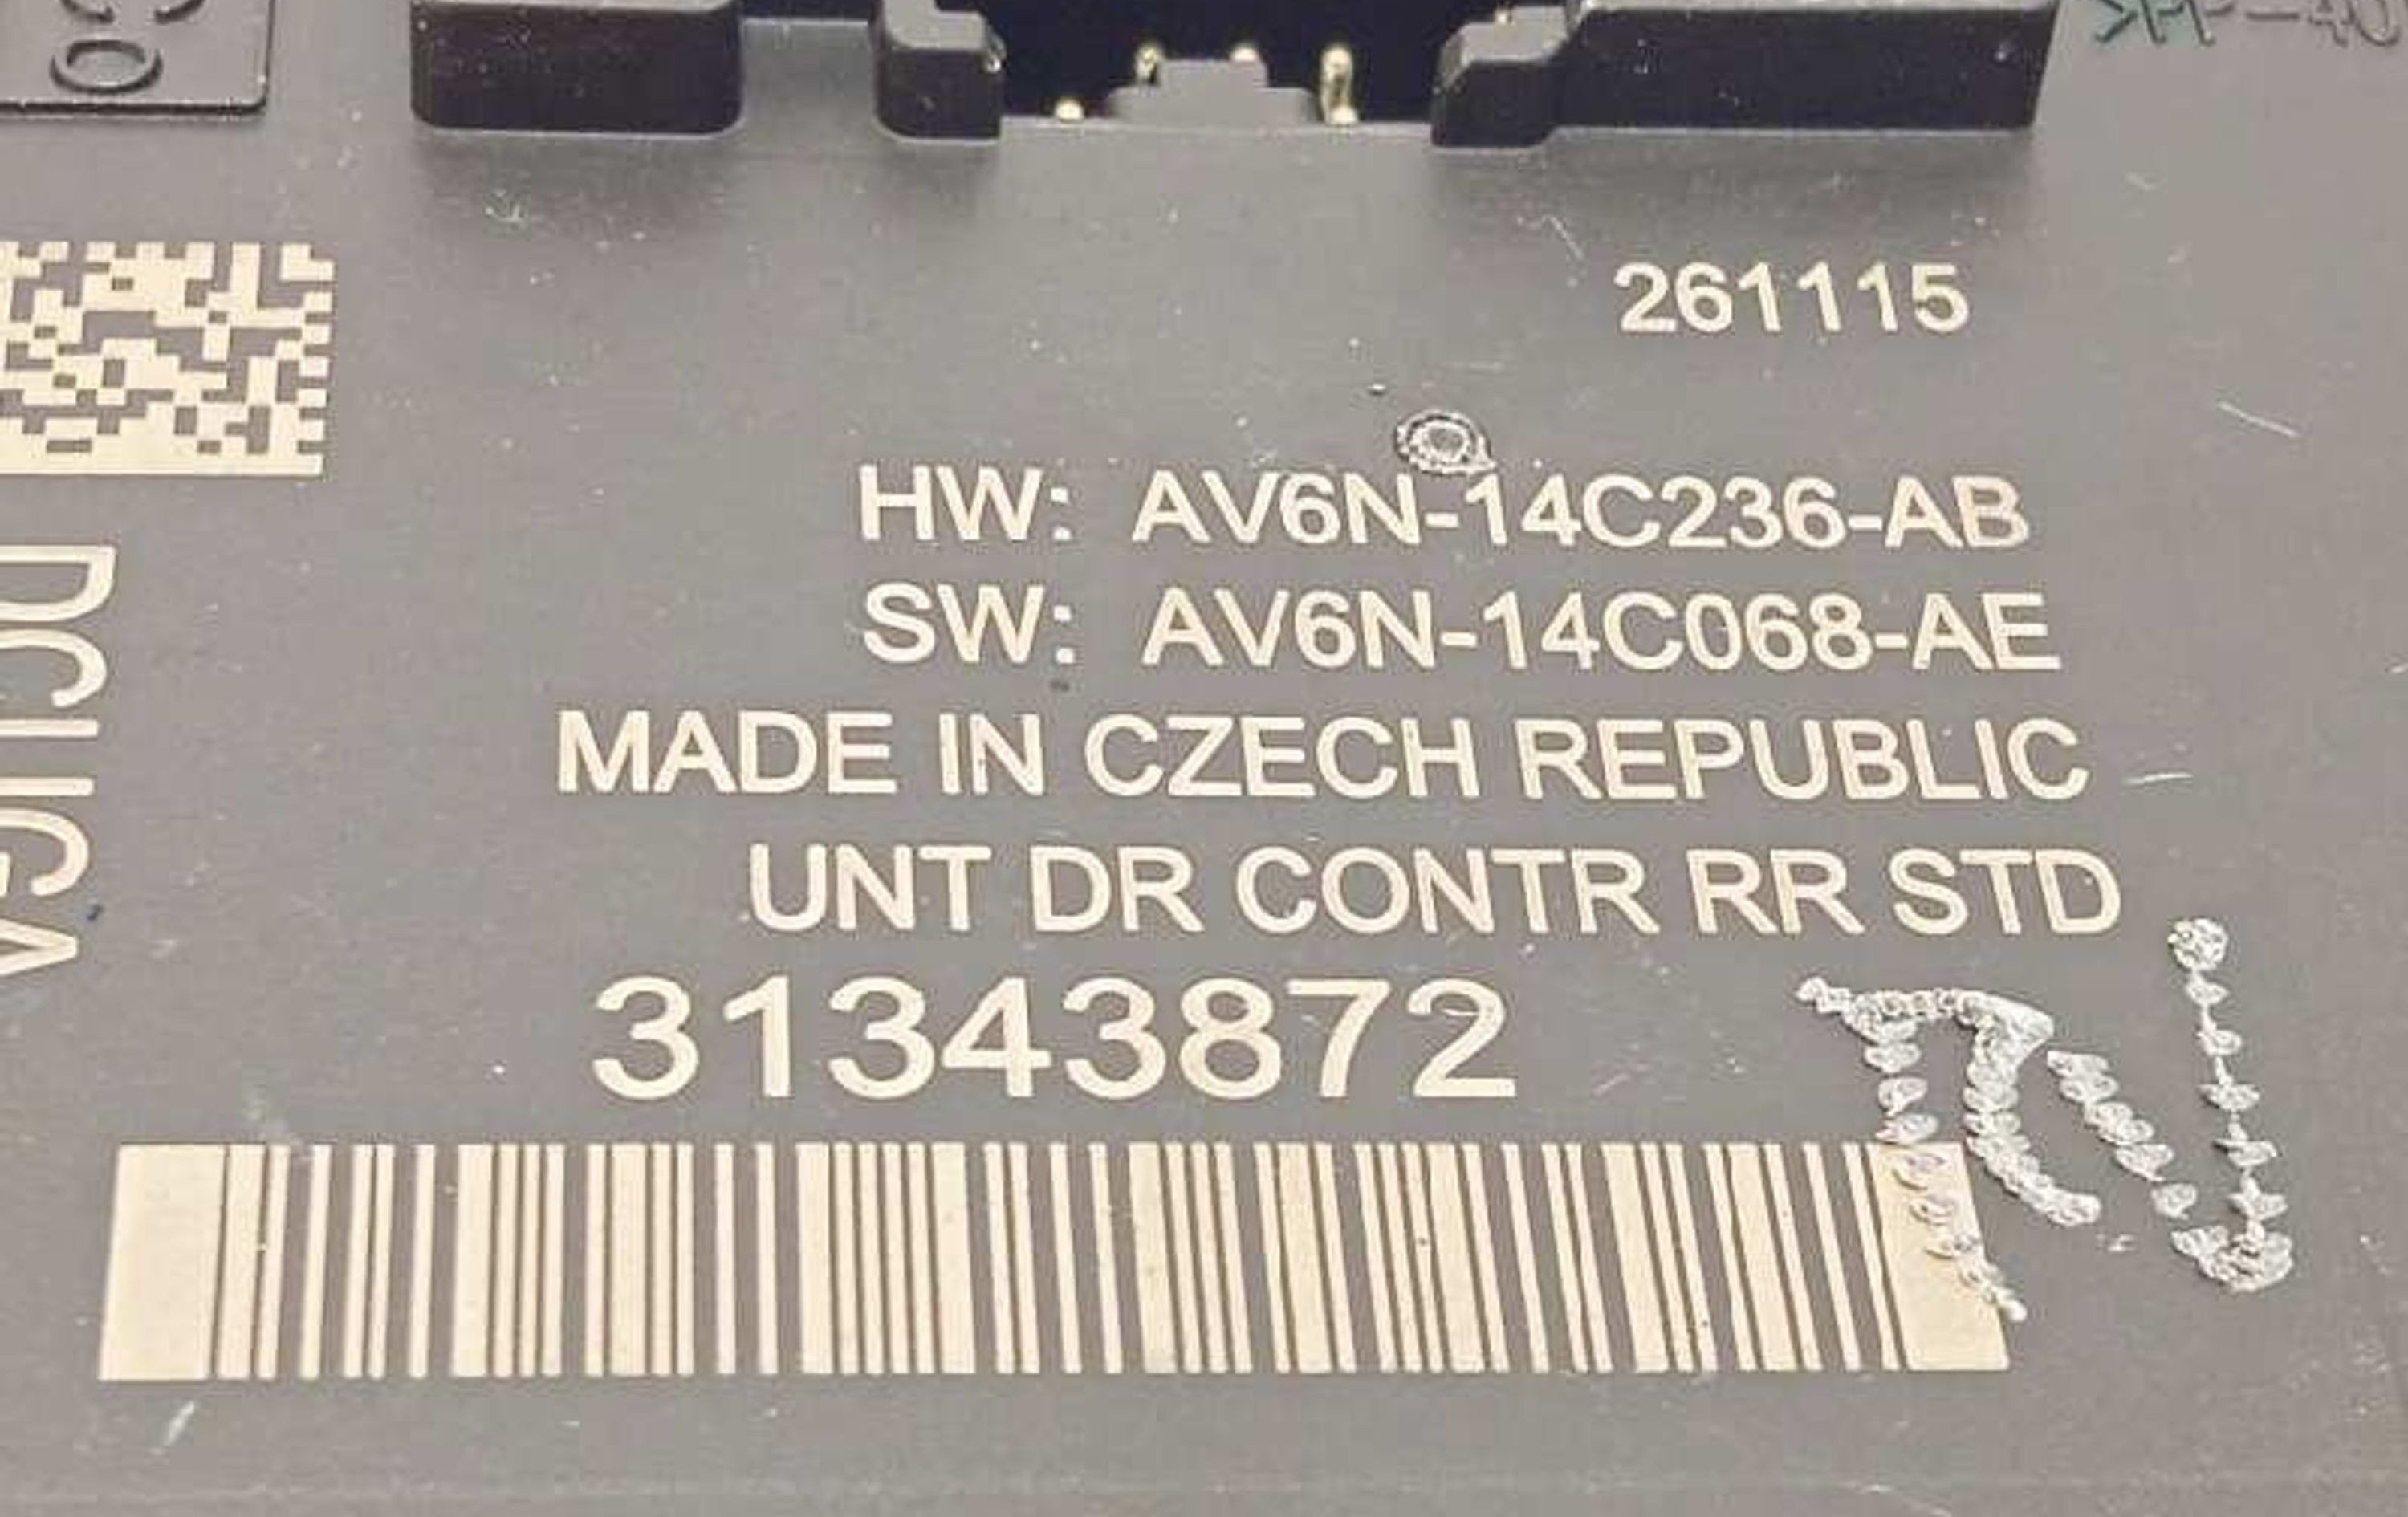 261115
HW: AV6N-14C236-AB
SW: AV6N-14C068-AE
MADE IN CZECH REPUBLIC
UNT DR CONTR RR STD
31343872